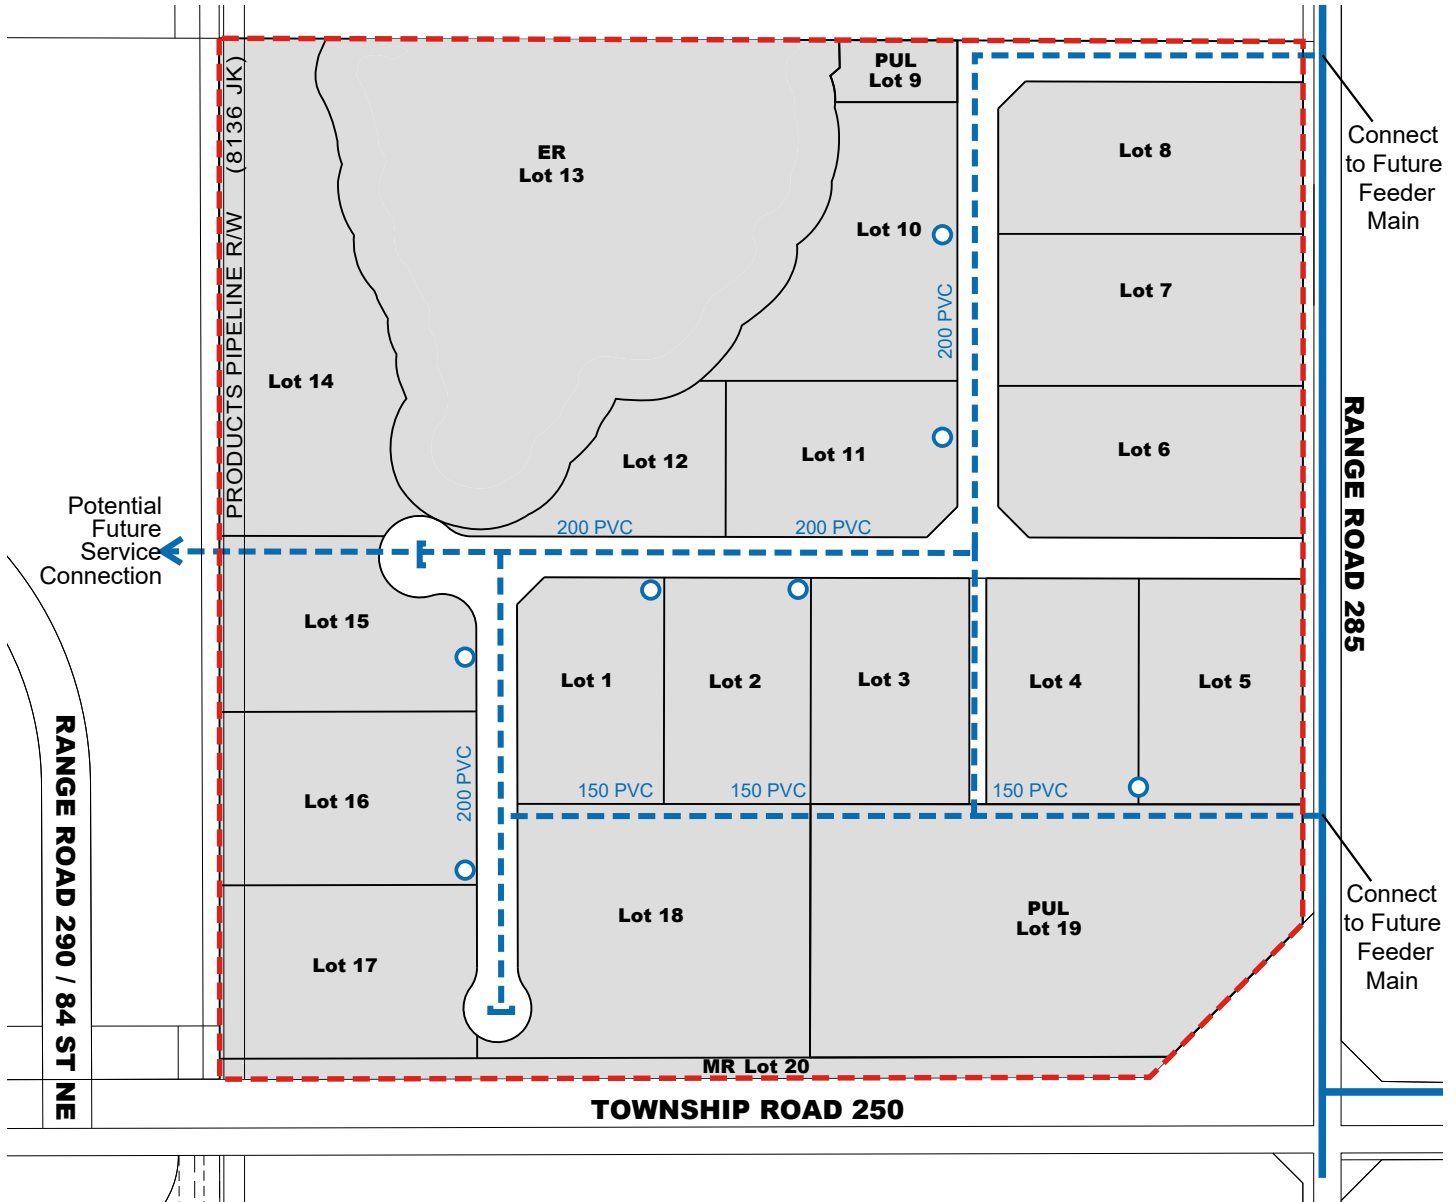 PUL
Lot 9
Connect
to Future
Feeder
Main
ER
Lot 13
Lot 8
PRODUCTS PIPELINE R/W (8136 JK)
Lot 10
Lot 7
200 PVC
Lot 14
RANGE ROAD 285
Lot 12
Lot 11
Lot 6
Potential
Future
Service
Connection
200 PVC
200 PVC
Lot 15
Lot 1
Lot 2
Lot 3
Lot 4
Lot 5
RANGE ROAD 290 / 84 ST NE
200 PVC
150 PVC
150 PVC
150 PVC
Lot 16
Connect
to Future
Feeder
Main
Lot 18
PUL
Lot 19
Lot 17
MR Lot 20
TOWNSHIP ROAD 250